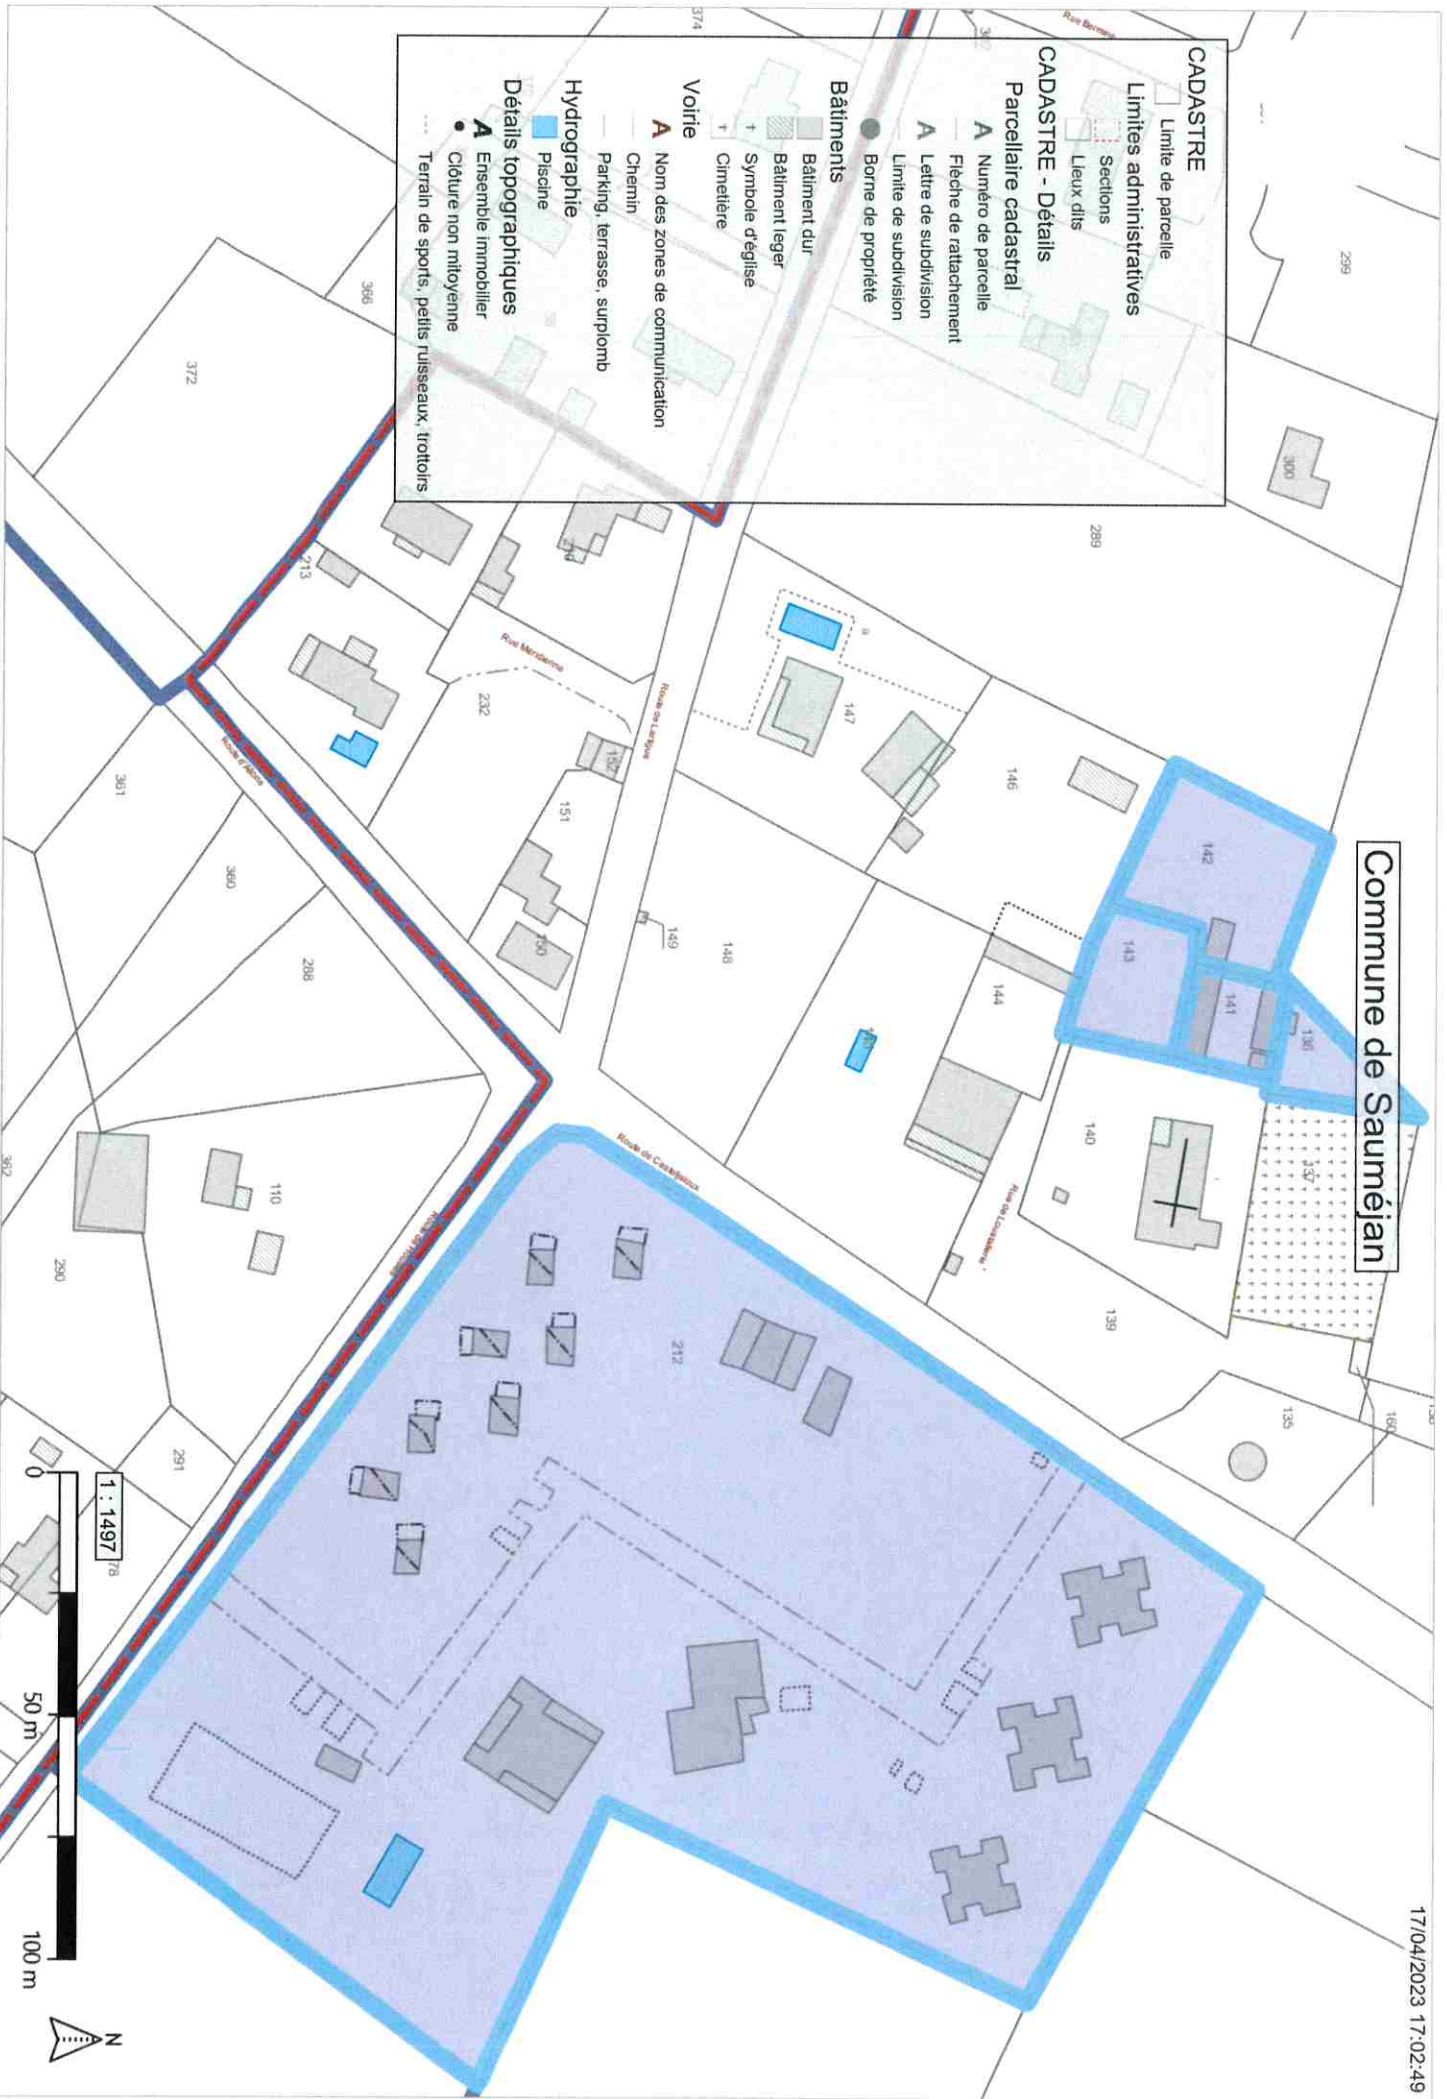 Commune de Sauméjan
17/04/2023 17:02:49
CADASTRE
Limite de parcelle
Limites administratives
Sections
Lieux dits
CADASTRE - Détails
Parcellaire cadastral
A Numéro de parcelle
Flèche de rattachement
A Lettre de subdivision
Limite de subdivision
Borne de propriété
Bâtiments
Bâtiment dur
Bâtiment leger
Symbole d'église
Cimetière
Voirie
A Nom des zones de communication
Chemin
Parking, terrasse, surplomb
Hydrographie
Piscine
Détails topographiques
A Ensemble immobilier
Clôture non mitoyenne
Terrain de sports, petits ruisseaux, trottoirs
299
300
289
374
366
372
213
232
Rue Méridienne
Route de Lartigue
152
151
150
149
148
147
a
146
142
143
141
136
137
144
140
139
135
160
Route de Casteljaloux
212
361
360
288
110
290
291
362
78
1 : 1497
0
50 m
100 m
N